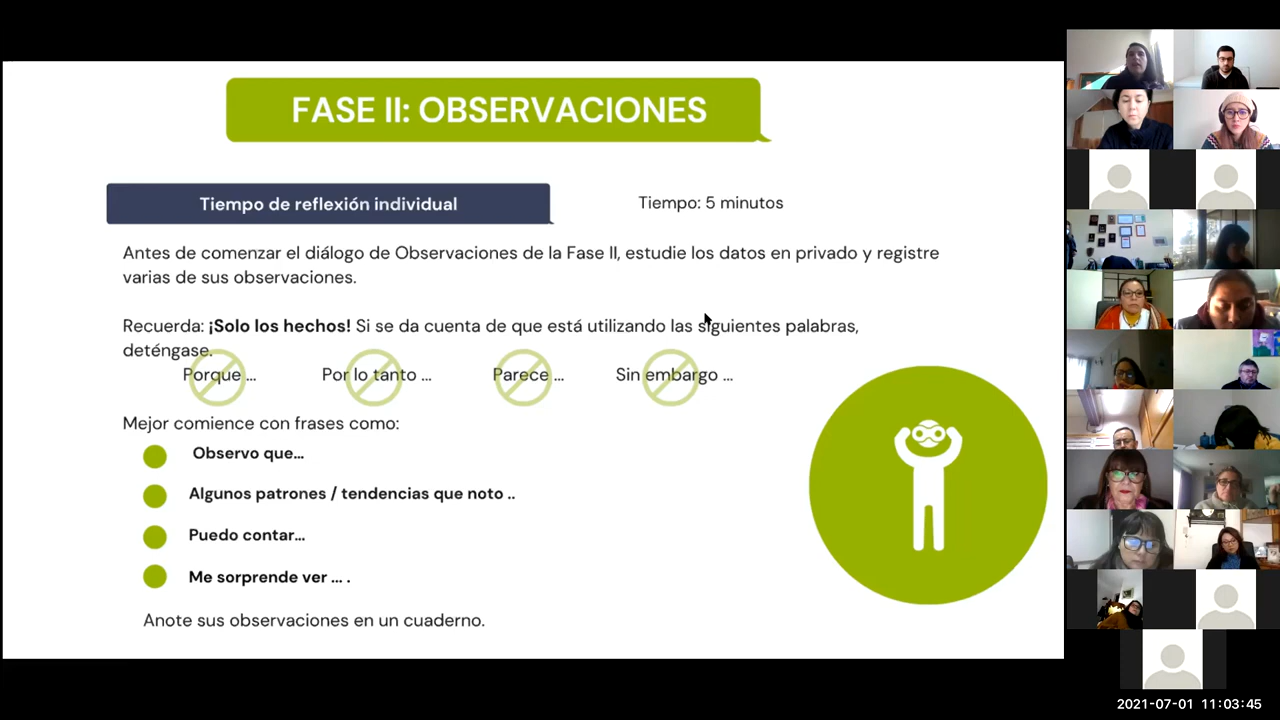 FASE II: OBSERVACIONES
Tiempo de reflexión individual
Tiempo: 5 minutos
Antes de comenzar el diálogo de Observaciones de la Fase II, estudie los datos en privado y registre
varias de sus observaciones.
Recuerda: ¡Solo los hechos! Si se da cuenta de que está utilizando las siguientes palabras,
deténgase.
Porque ... Por lo tanto ... Parece ... Sin embargo ...
Mejor comience con frases como:
Observo que...
Algunos patrones / tendencias que noto ..
Puedo contar...
Me sorprende ver ... .
Anote sus observaciones en un cuaderno.
2021-07-01 11:03:45